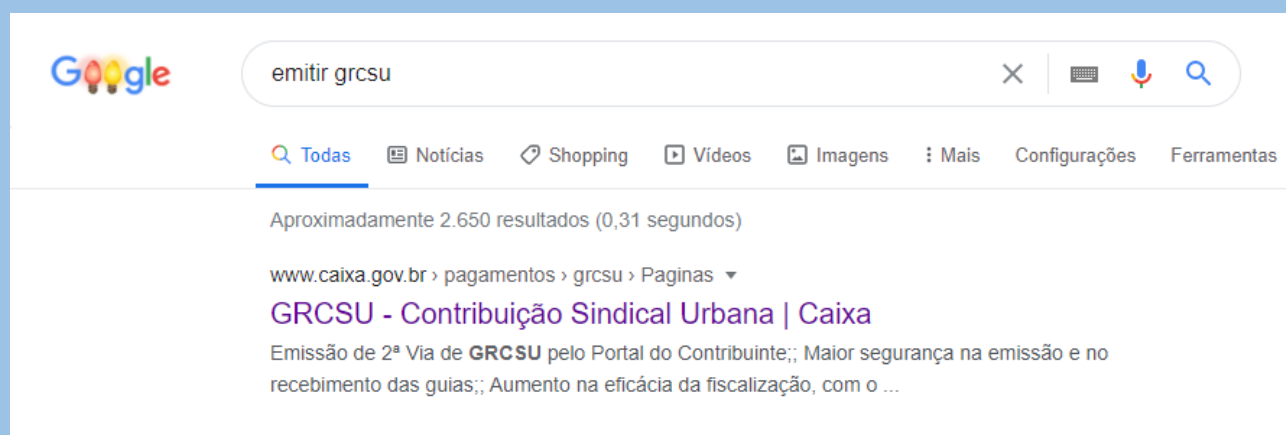 Google
emitir grcsu
Todas Notícias Shopping Vídeos Imagens Mais Configurações Ferramentas
Aproximadamente 2.650 resultados (0,31 segundos)
www.caixa.gov.br › pagamentos › grcsu › Paginas
GRCSU - Contribuição Sindical Urbana | Caixa
Emissão de 2ª Via de GRCSU pelo Portal do Contribuinte;; Maior segurança na emissão e no
recebimento das guias;; Aumento na eficácia da fiscalização, com o ...